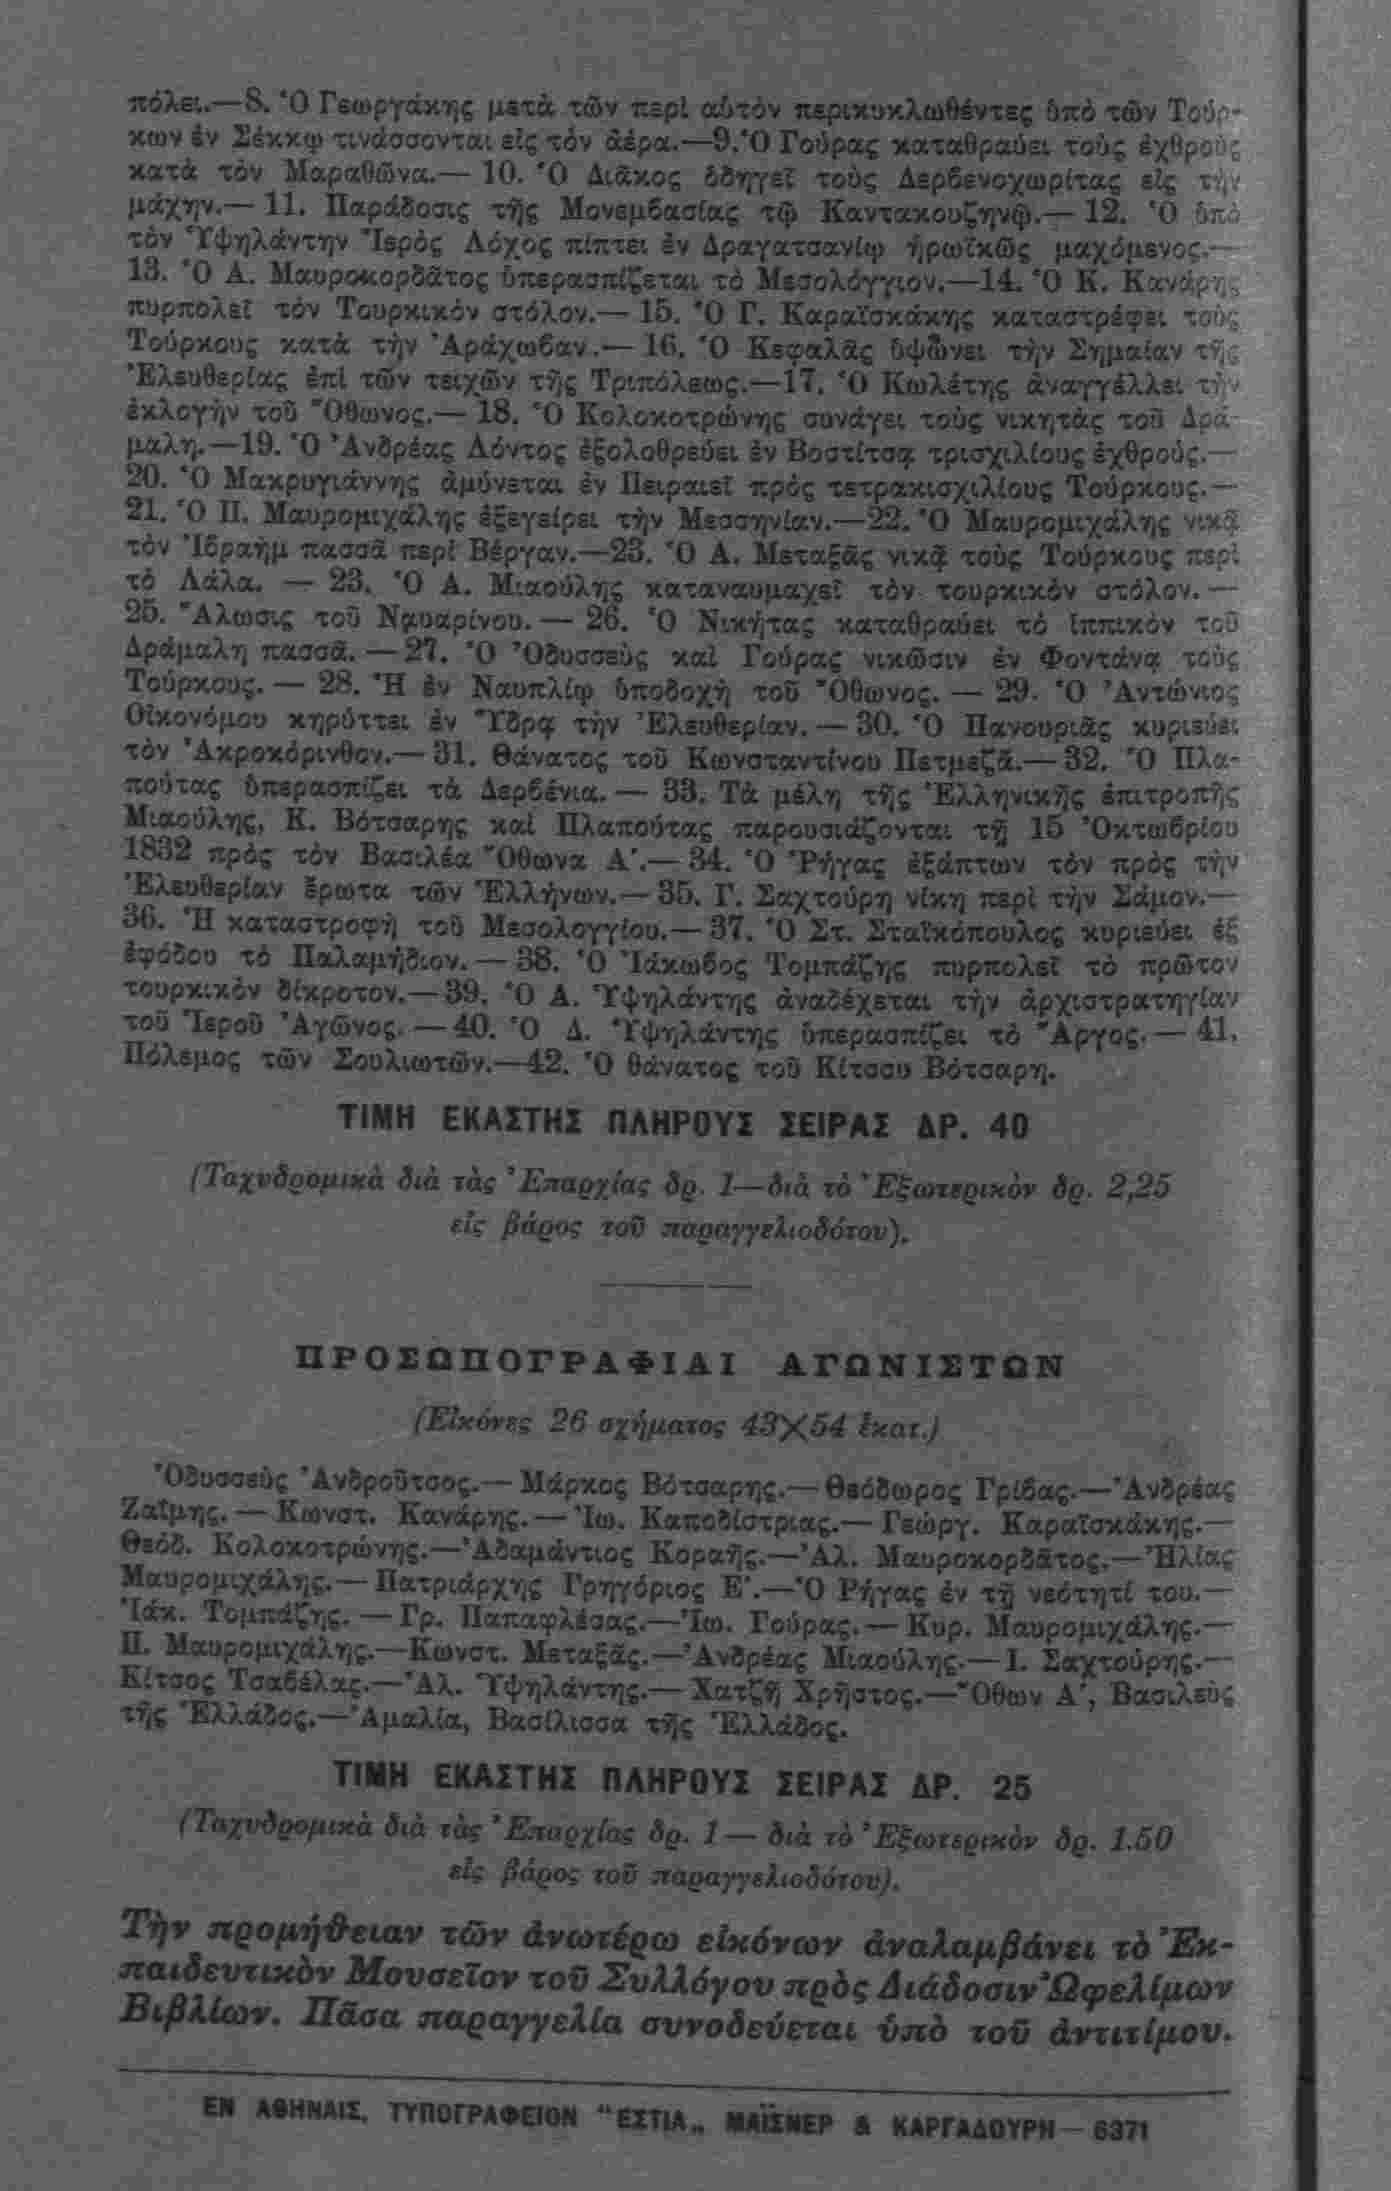 πόλει.—8. Ὁ Γεωργάκης μετὰ τῶν περὶ αὐτὸν περικυκλωθέντες ὑπὸ τῶν Τούρ-
κων ἐν Σέκκῳ τινάσσονται εἰς τὸν ἀέρα.—9. Ὁ Γούρας καταθραύει τοὺς ἐχθροὺς
κατὰ τὸν Μαραθῶνα.— 10. Ὁ Διᾶκος ὁδηγεῖ τοὺς Δερβενοχωρίτας εἰς τὴν
μάχην.— 11. Παράδοσις τῆς Μονεμβασίας τῷ Καντακουζηνῷ.— 12. Ὁ ὑπὸ
τὸν Ὑψηλάντην Ἱερὸς Λόχος πίπτει ἐν Δραγατσανίῳ ἡρωϊκῶς μαχόμενος.—
13. Ὁ Α. Μαυροκορδᾶτος ὑπερασπίζεται τὸ Μεσολόγγιον.—14. Ὁ Κ. Κανάρης
πυρπολεῖ τὸν Τουρκικὸν στόλον.— 15. Ὁ Γ. Καραϊσκάκης καταστρέφει τοὺς
Τούρκους κατὰ τὴν Ἀράχωβαν.— 16. Ὁ Κεφαλᾶς ὑψώνει τὴν Σημαίαν τῆς
Ἐλευθερίας ἐπὶ τῶν τειχῶν τῆς Τριπόλεως.—17. Ὁ Κωλέτης ἀναγγέλλει τὴν
ἐκλογὴν τοῦ Ὄθωνος.— 18. Ὁ Κολοκοτρώνης συνάγει τοὺς νικητὰς τοῦ Δρά-
μαλη.—19. Ὁ Ἀνδρέας Λόντος ἐξολοθρεύει ἐν Βοστίτσᾳ τρισχιλίους ἐχθρούς.—
20. Ὁ Μακρυγιάννης ἀμύνεται ἐν Πειραιεῖ πρὸς τετρακισχιλίους Τούρκους.—
21. Ὁ Π. Μαυρομιχάλης ἐξεγείρει τὴν Μεσσηνίαν.—22. Ὁ Μαυρομιχάλης νικᾷ
τὸν Ἰβραὴμ πασσᾶ περὶ Βέργαν.—23. Ὁ Α. Μεταξᾶς νικᾷ τοὺς Τούρκους περὶ
τὸ Λάλα. — 23. Ὁ Α. Μιαούλης καταναυμαχεῖ τὸν τουρκικὸν στόλον.—
25. Ἅλωσις τοῦ Ναυαρίνου.— 26. Ὁ Νικήτας καταθραύει τὸ ἱππικὸν τοῦ
Δράμαλη πασσᾶ.—27. Ὁ Ὀδυσσεὺς καὶ Γούρας νικῶσιν ἐν Φοντάνᾳ τοὺς
Τούρκους. — 28. Ἡ ἐν Ναυπλίῳ ὑποδοχὴ τοῦ Ὄθωνος. — 29. Ὁ Ἀντώνιος
Οἰκονόμου κηρύττει ἐν Ὕδρᾳ τὴν Ἐλευθερίαν.— 30. Ὁ Πανουριᾶς κυριεύει
τὸν Ἀκροκόρινθον.— 31. Θάνατος τοῦ Κωνσταντίνου Πετμεζᾶ.— 32. Ὁ Πλα-
πούτας ὑπερασπίζει τὰ Δερβένια. — 33. Τὰ μέλη τῆς Ἑλληνικῆς ἐπιτροπῆς
Μιαούλης, Κ. Βότσαρης καὶ Πλαπούτας παρουσιάζονται τῇ 15 Ὀκτωβρίου
1832 πρὸς τὸν Βασιλέα Ὄθωνα Α΄.— 34. Ὁ Ῥήγας ἐξάπτων τὸν πρὸς τὴν
Ἐλευθερίαν ἔρωτα τῶν Ἑλλήνων.— 35. Γ. Σαχτούρη νίκη περὶ τὴν Σάμον.—
36. Ἡ καταστροφὴ τοῦ Μεσολογγίου.— 37. Ὁ Στ. Σταϊκόπουλος κυριεύει ἐξ
ἐφόδου τὸ Παλαμήδιον.— 38. Ὁ Ἰάκωβος Τομπάζης πυρπολεῖ τὸ πρῶτον
τουρκικὸν δίκροτον.—39. Ὁ Α. Ὑψηλάντης ἀναδέχεται τὴν ἀρχιστρατηγίαν
τοῦ Ἱεροῦ Ἀγῶνος. —40. Ὁ Δ. Ὑψηλάντης ὑπερασπίζει τὸ Ἄργος.— 41.
Πόλεμος τῶν Σουλιωτῶν.—42. Ὁ θάνατος τοῦ Κίτσου Βότσαρη.
ΤΙΜΗ ΕΚΑΣΤΗΣ ΠΛΗΡΟΥΣ ΣΕΙΡΑΣ ΔΡ. 40
(Ταχυδρομικὰ διὰ τὰς Ἐπαρχίας δρ. 1—διὰ τὸ Ἐξωτερικὸν δρ. 2,25
εἰς βάρος τοῦ παραγγελιοδότου).
ΠΡΟΣΩΠΟΓΡΑΦΙΑΙ ΑΓΩΝΙΣΤΩΝ
(Εἰκόνες 26 σχήματος 43×54 ἑκατ.)
Ὀδυσσεὺς Ἀνδροῦτσος.— Μάρκος Βότσαρης.— Θεόδωρος Γρίβας.—Ἀνδρέας
Ζαΐμης.— Κωνστ. Κανάρης.— Ἰω. Καποδίστριας.— Γεώργ. Καραϊσκάκης.—
Θεόδ. Κολοκοτρώνης.—Ἀδαμάντιος Κοραῆς.—Ἀλ. Μαυροκορδᾶτος.—Ἠλίας
Μαυρομιχάλης.— Πατριάρχης Γρηγόριος Ε΄.—Ὁ Ῥήγας ἐν τῇ νεότητί του.—
Ἰάκ. Τομπάζης. — Γρ. Παπαφλέσας.—Ἰω. Γούρας.— Κυρ. Μαυρομιχάλης.—
Π. Μαυρομιχάλης.—Κωνστ. Μεταξᾶς.—Ἀνδρέας Μιαούλης.— Ι. Σαχτούρης.—
Κίτσος Τσαβέλας.—Ἀλ. Ὑψηλάντης.— Χατζῆ Χρῆστος.—Ὄθων Α΄, Βασιλεὺς
τῆς Ἑλλάδος.—Ἀμαλία, Βασίλισσα τῆς Ἑλλάδος.
ΤΙΜΗ ΕΚΑΣΤΗΣ ΠΛΗΡΟΥΣ ΣΕΙΡΑΣ ΔΡ. 25
(Ταχυδρομικὰ διὰ τὰς Ἐπαρχίας δρ. 1— διὰ τὸ Ἐξωτερικὸν δρ. 1.50
εἰς βάρος τοῦ παραγγελιοδότου).
Τὴν προμήθειαν τῶν ἀνωτέρω εἰκόνων ἀναλαμβάνει τὸ Ἐκ-
παιδευτικὸν Μουσεῖον τοῦ Συλλόγου πρὸς Διάδοσιν Ὠφελίμων
Βιβλίων. Πᾶσα παραγγελία συνοδεύεται ὑπὸ τοῦ ἀντιτίμου.
ΕΝ ΑΘΗΝΑΙΣ, ΤΥΠΟΓΡΑΦΕΙΟΝ "ΕΣΤΙΑ„ ΜΑΪΣΝΕΡ & ΚΑΡΓΑΔΟΥΡΗ — 6371